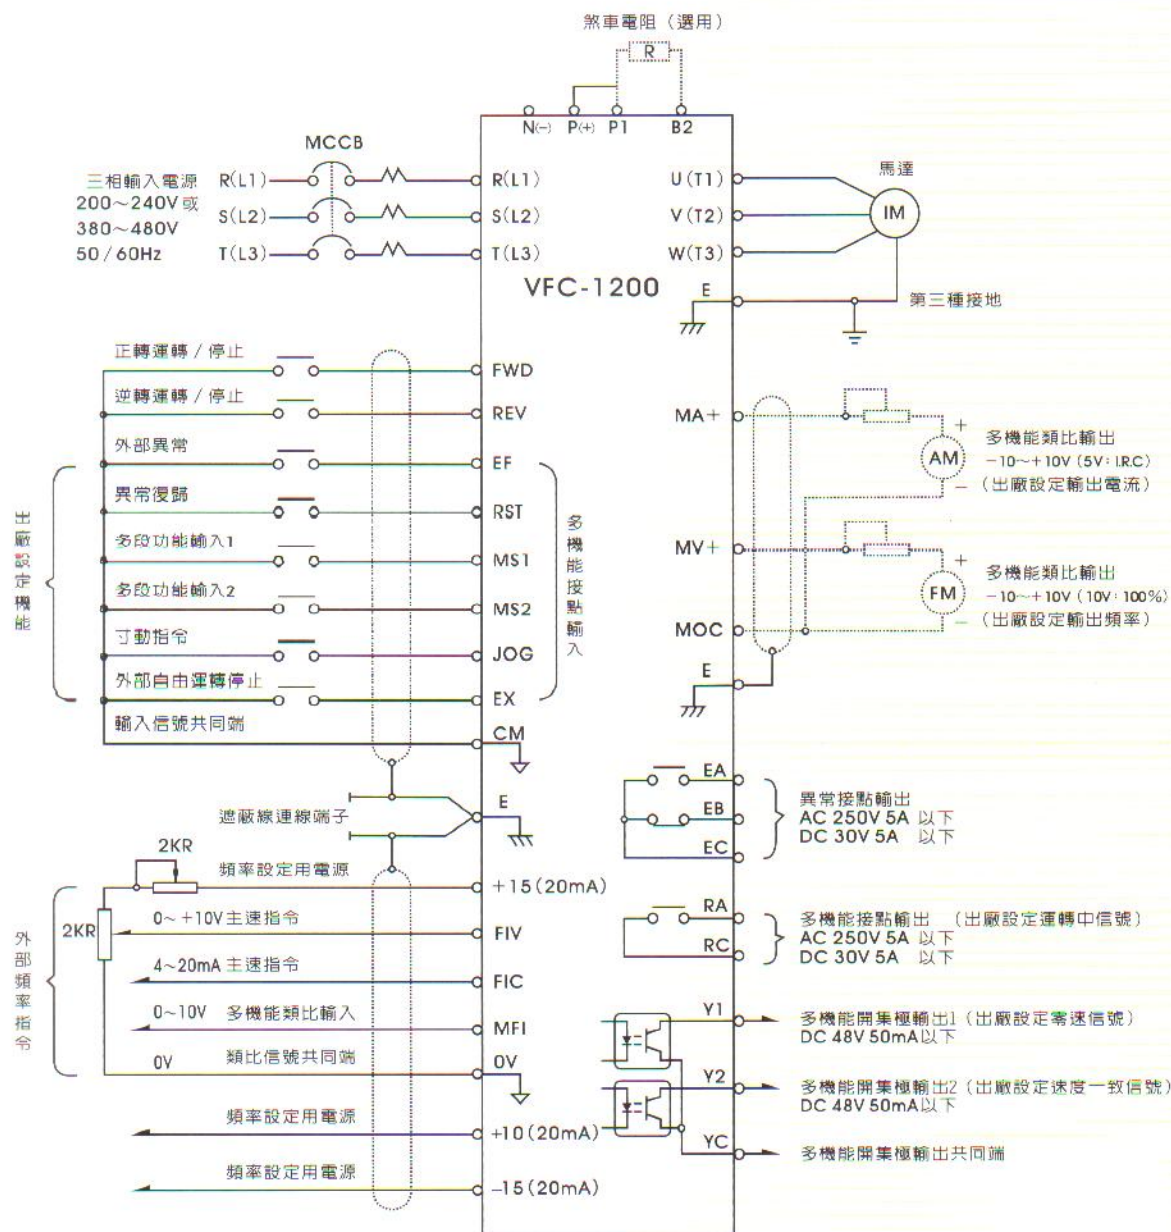 煞車電阻（選用）
R
N(-) P(+) P1 B2
MCCB
三相輸入電源
200～240V 或
380～480V
50 / 60Hz
R(L1)
S(L2)
T(L3)
R(L1)
S(L2)
T(L3)
U(T1)
V(T2)
W(T3)
E
馬達
IM
第三種接地
VFC-1200
出廠設定機能
正轉運轉 / 停止
FWD
逆轉運轉 / 停止
REV
外部異常
EF
異常復歸
RST
多段功能輸入1
MS1
多段功能輸入2
MS2
寸動指令
JOG
外部自由運轉停止
EX
輸入信號共同端
CM
多機能接點輸入
遮蔽線連線端子
E
外部頻率指令
2KR
2KR
頻率設定用電源
+15(20mA)
0～+10V 主速指令
FIV
4～20mA 主速指令
FIC
0～10V 多機能類比輸入
MFI
0V 類比信號共同端
0V
頻率設定用電源
+10(20mA)
頻率設定用電源
-15(20mA)
MA+
AM
+
-
多機能類比輸出
-10～+10V (5V: I.R.C)
(出廠設定輸出電流)
MV+
FM
+
-
多機能類比輸出
-10～+10V (10V: 100%)
(出廠設定輸出頻率)
MOC
E
EA
EB
EC
異常接點輸出
AC 250V 5A 以下
DC 30V 5A 以下
RA
RC
多機能接點輸出 （出廠設定運轉中信號）
AC 250V 5A 以下
DC 30V 5A 以下
Y1
多機能開集極輸出1（出廠設定零速信號）
DC 48V 50mA以下
Y2
多機能開集極輸出2（出廠設定速度一致信號）
DC 48V 50mA以下
YC
多機能開集極輸出共同端